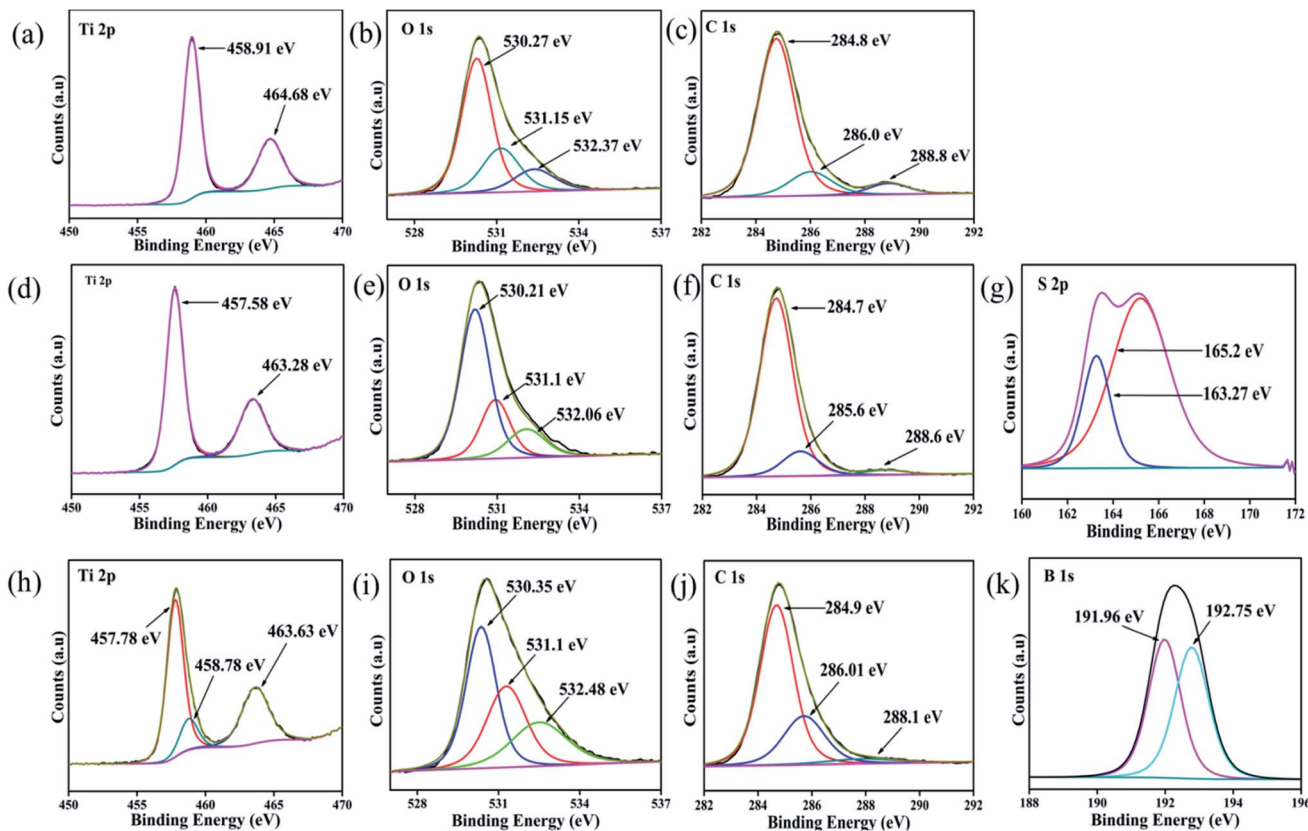 (a)
Ti 2p
458.91 eV
464.68 eV
Counts (a.u)
450 455 460 465 470
Binding Energy (eV)
(b)
O 1s
530.27 eV
531.15 eV
532.37 eV
Counts (a.u)
528 531 534 537
Binding Energy (eV)
(c)
C 1s
284.8 eV
286.0 eV
288.8 eV
Counts (a.u)
282 284 286 288 290 292
Binding Energy (eV)
(d)
Ti 2p
457.58 eV
463.28 eV
Counts (a.u)
450 455 460 465 470
Binding Energy (eV)
(e)
O 1s
530.21 eV
531.1 eV
532.06 eV
Counts (a.u)
528 531 534 537
Binding Energy (eV)
(f)
C 1s
284.7 eV
285.6 eV
288.6 eV
Counts (a.u)
282 284 286 288 290 292
Binding Energy (eV)
(g)
S 2p
165.2 eV
163.27 eV
Counts (a.u)
160 162 164 166 168 170 172
Binding Energy (eV)
(h)
Ti 2p
457.78 eV
458.78 eV
463.63 eV
Counts (a.u)
450 455 460 465 470
Binding Energy (eV)
(i)
O 1s
530.35 eV
531.1 eV
532.48 eV
Counts (a.u)
528 531 534 537
Binding Energy (eV)
(j)
C 1s
284.9 eV
286.01 eV
288.1 eV
Counts (a.u)
282 284 286 288 290 292
Binding Energy (eV)
(k)
B 1s
191.96 eV
192.75 eV
Counts (a.u)
188 190 192 194 196
Binding Energy (eV)